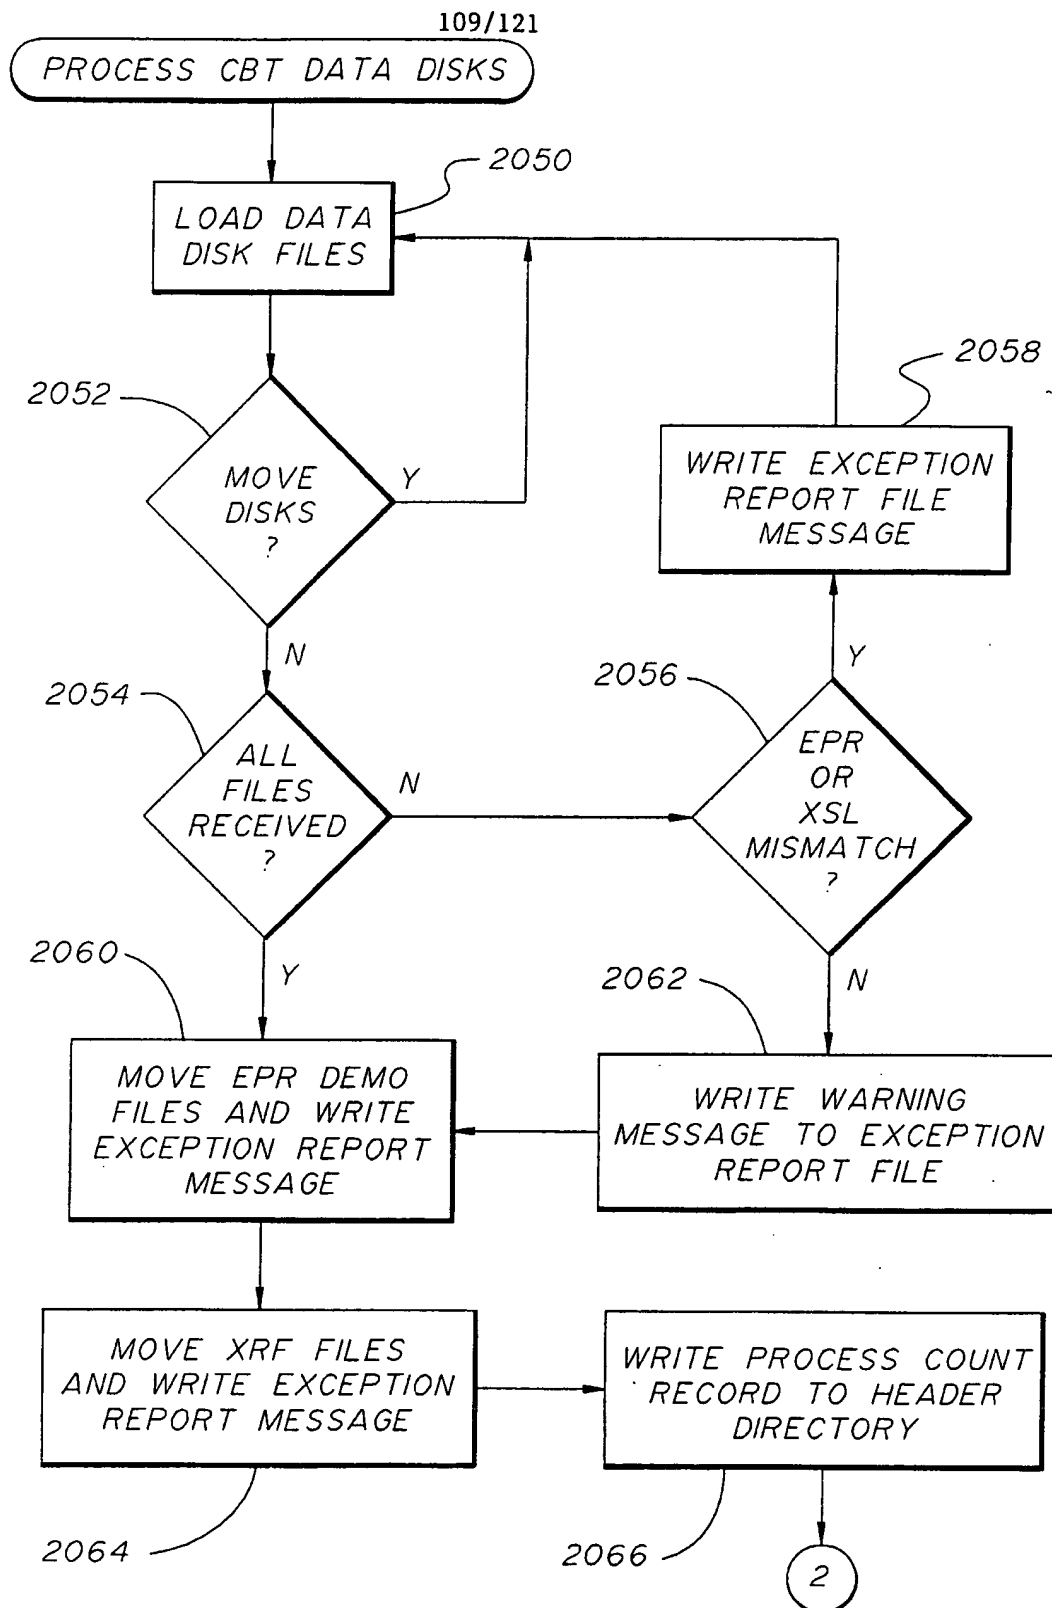 109/121
PROCESS CBT DATA DISKS
2050
LOAD DATA
DISK FILES
2052
MOVE
DISKS
?
Y
N
2058
WRITE EXCEPTION
REPORT FILE
MESSAGE
2054
ALL
FILES
RECEIVED
?
N
Y
2056
EPR
OR
XSL
MISMATCH
?
Y
N
2060
MOVE EPR DEMO
FILES AND WRITE
EXCEPTION REPORT
MESSAGE
2062
WRITE WARNING
MESSAGE TO EXCEPTION
REPORT FILE
MOVE XRF FILES
AND WRITE EXCEPTION
REPORT MESSAGE
2064
WRITE PROCESS COUNT
RECORD TO HEADER
DIRECTORY
2066
2